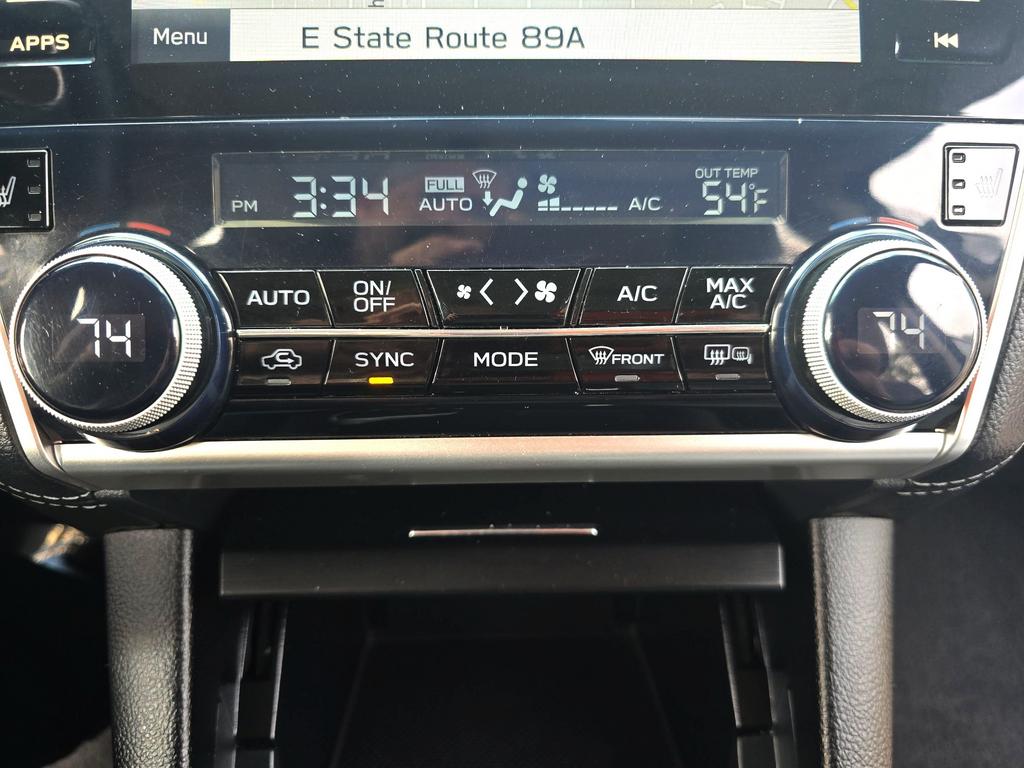 APPS
Menu
E State Route 89A
PM 3:34
FULL
AUTO
A/C
OUT TEMP
54°F
74
AUTO
ON/
OFF
A/C
MAX
A/C
74
SYNC
MODE
FRONT